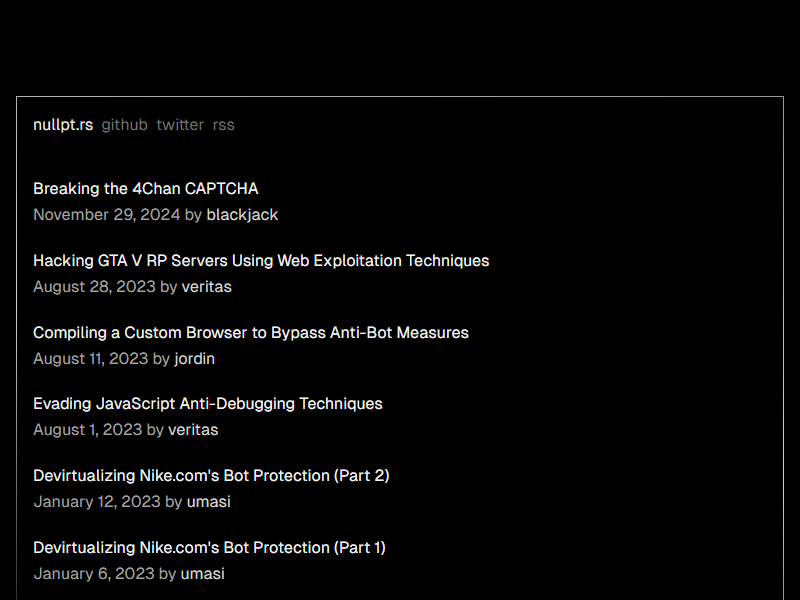 nullpt.rs github twitter rss
Breaking the 4Chan CAPTCHA
November 29, 2024 by blackjack
Hacking GTA V RP Servers Using Web Exploitation Techniques
August 28, 2023 by veritas
Compiling a Custom Browser to Bypass Anti-Bot Measures
August 11, 2023 by jordin
Evading JavaScript Anti-Debugging Techniques
August 1, 2023 by veritas
Devirtualizing Nike.com's Bot Protection (Part 2)
January 12, 2023 by umasi
Devirtualizing Nike.com's Bot Protection (Part 1)
January 6, 2023 by umasi